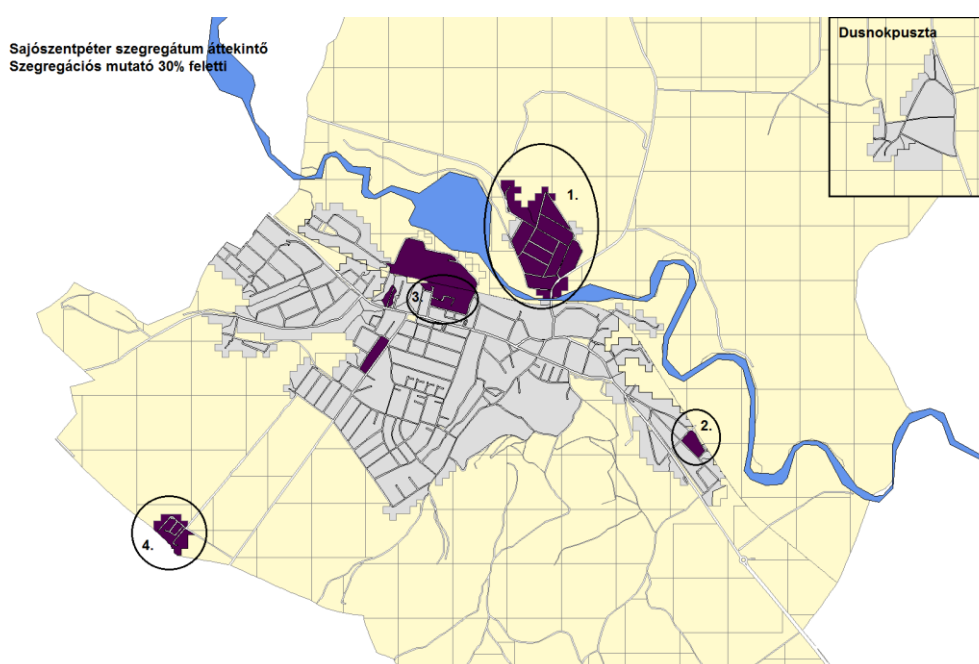 Sajószentpéter szegregátum áttekintő
Szegregációs mutató 30% feletti
Dusnokpuszta
1.
3.
2.
4.